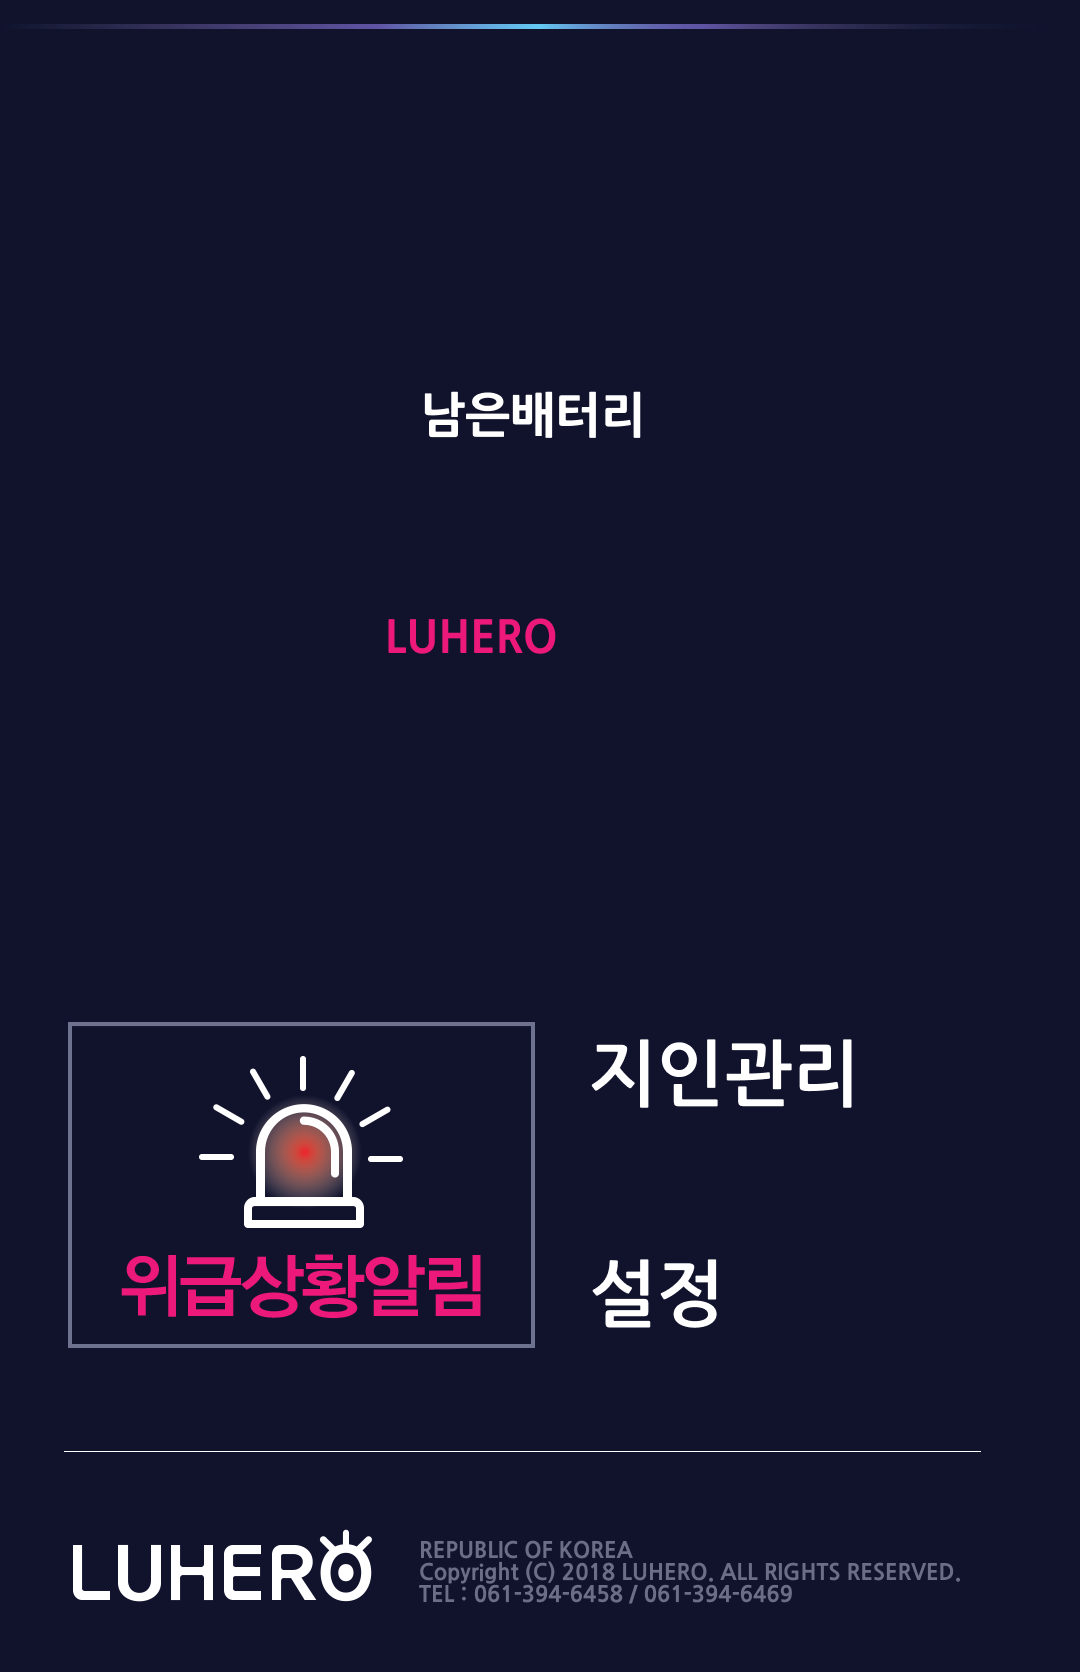 남은배터리
LUHERO
지인관리
위급상황알림
설정
LUHERO
REPUBLIC OF KOREA
Copyright (C) 2018 LUHERO. ALL RIGHTS RESERVED.
TEL : 061-394-6458 / 061-394-6469